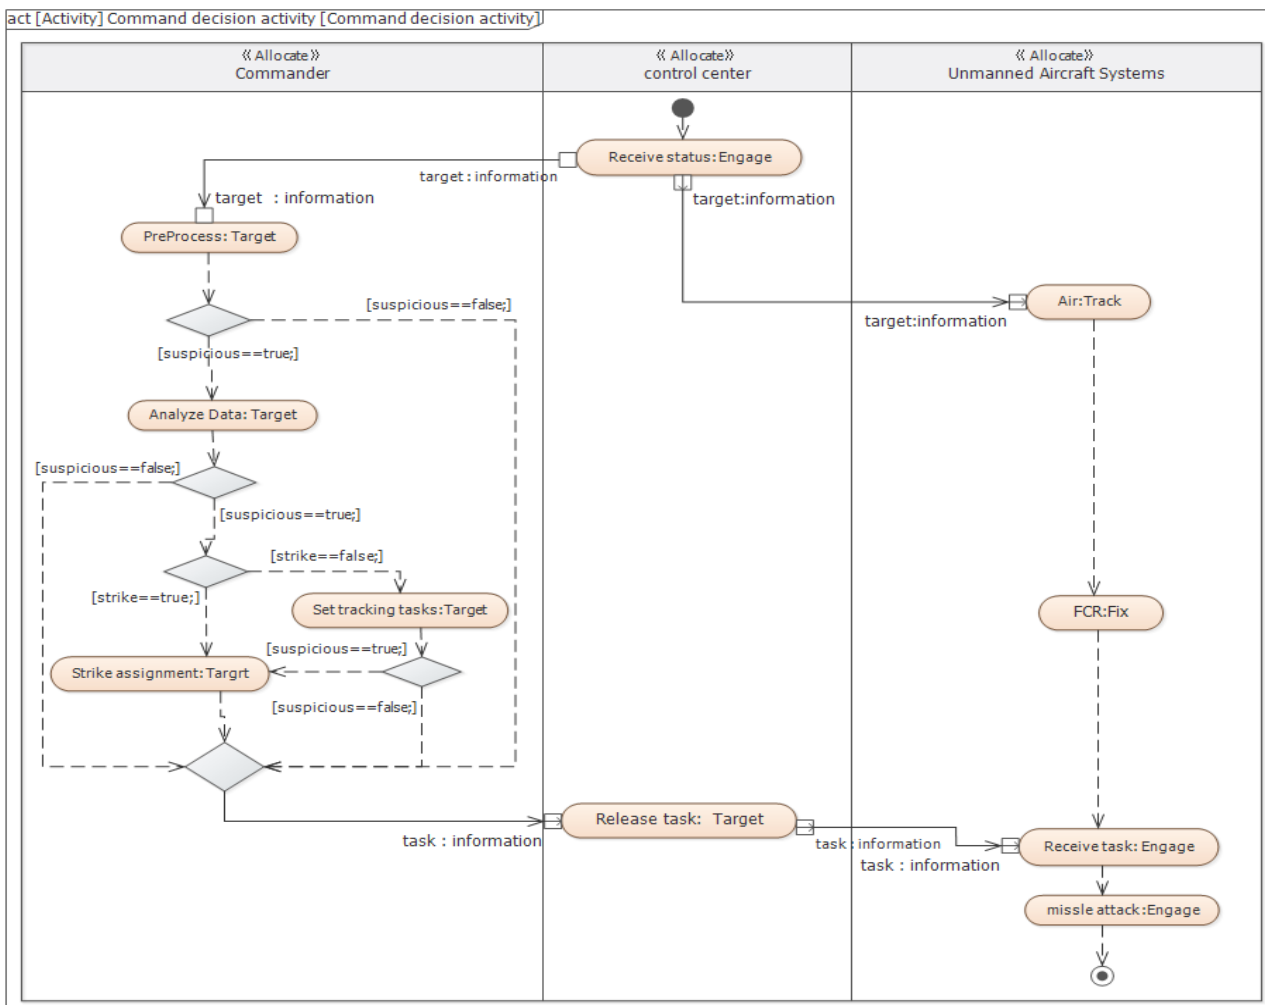 act [Activity] Command decision activity [Command decision activity]
《 Allocate》
Commander
《 Allocate》
control center
《 Allocate》
Unmanned Aircraft Systems
Receive status:Engage
target : information
target : information
target:information
PreProcess: Target
[suspicious==false;]
Air:Track
target:information
[suspicious==true;]
Analyze Data: Target
[suspicious==false;]
[suspicious==true;]
[strike==false;]
[strike==true;]
Set tracking tasks:Target
FCR:Fix
[suspicious==true;]
Strike assignment:Targrt
[suspicious==false;]
Release task: Target
task : information
task : information
Receive task: Engage
task : information
missle attack:Engage